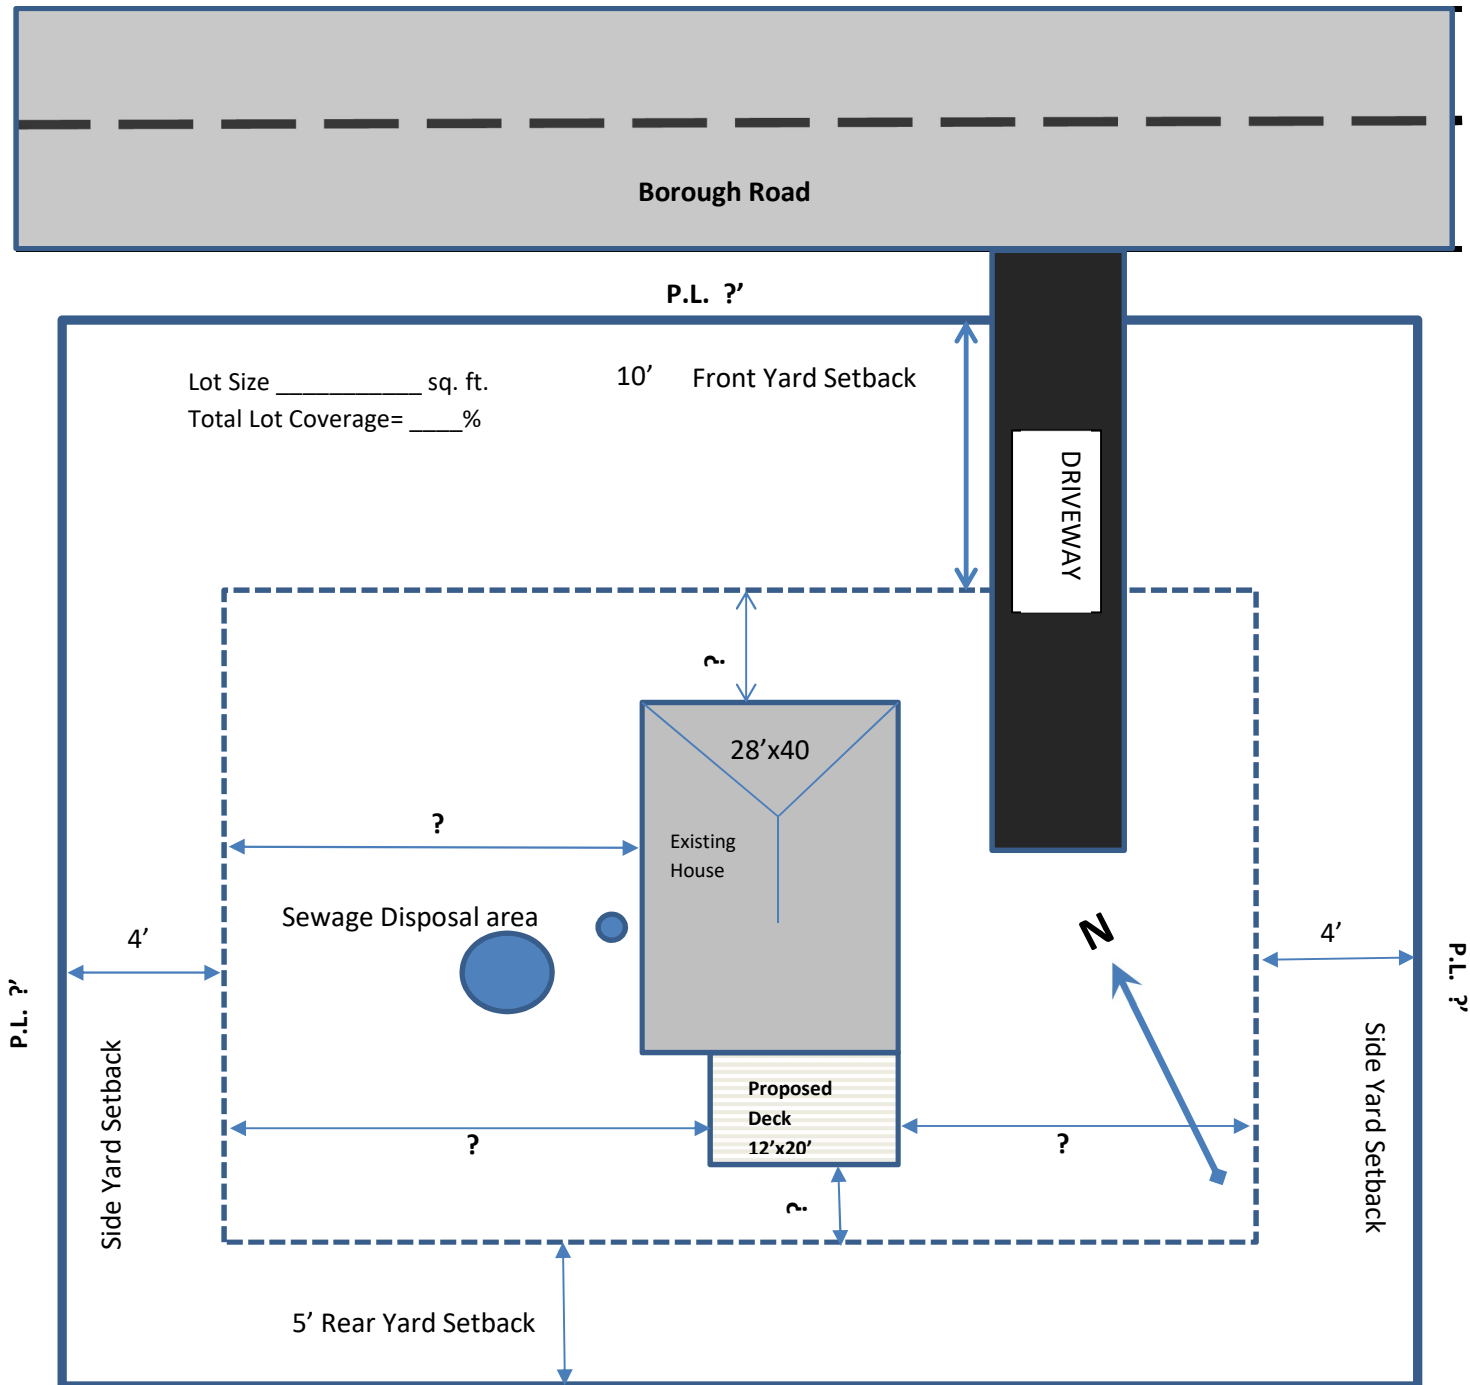 Borough Road
P.L. ?’
Lot Size ___________ sq. ft.
Total Lot Coverage= ____%
10’ Front Yard Setback
DRIVEWAY
?
28’x40
?
Existing
House
Sewage Disposal area
N
4’
4’
P.L. ?’
P.L. ?’
Side Yard Setback
Side Yard Setback
Proposed
Deck
12’x20’
?
?
?
5’ Rear Yard Setback